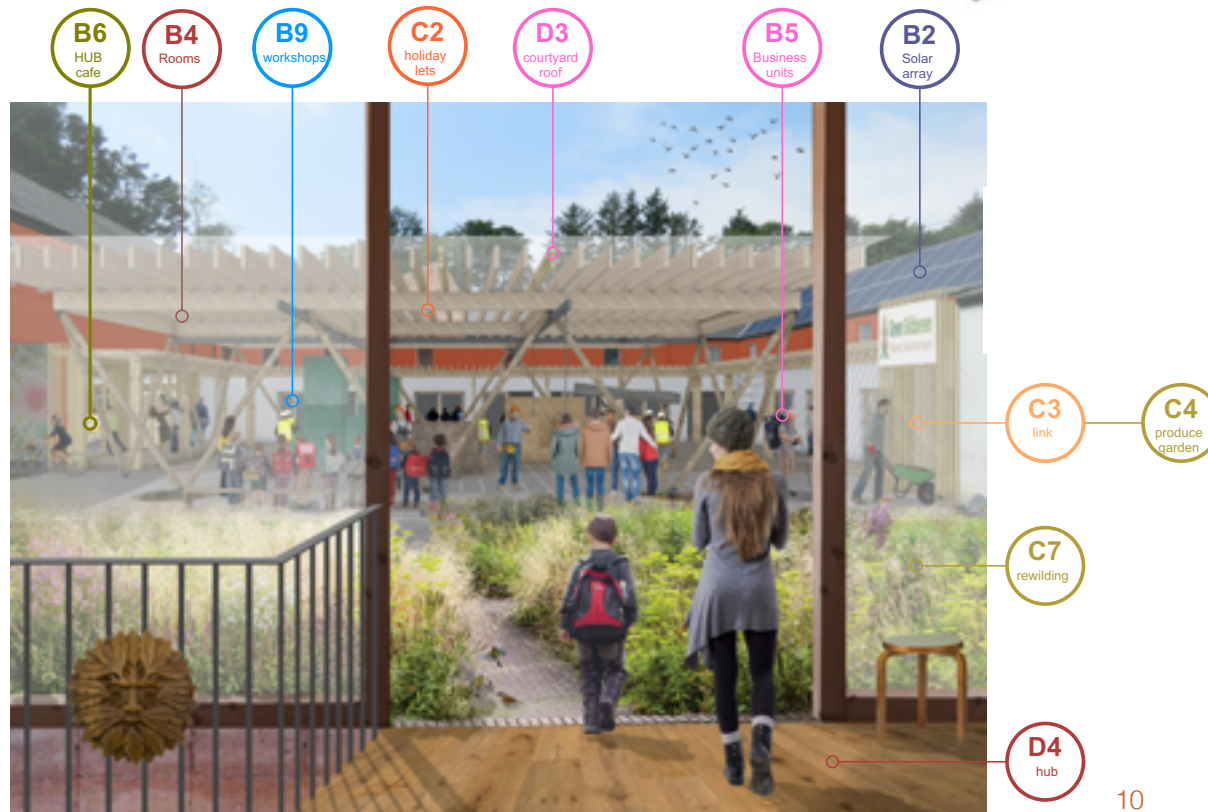 B6
HUB
cafe
B4
Rooms
B9
workshops
C2
holiday
lets
D3
courtyard
roof
B5
Business
units
B2
Solar
array
C3
link
C4
produce
garden
C7
rewilding
D4
hub
10